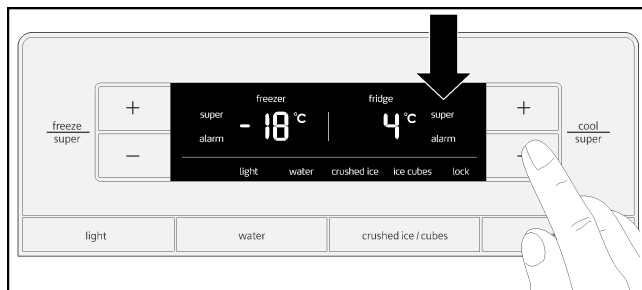 freezer
fridge
super
super
+
+
freeze
super
cool
super
- 18 °C
4 °C
alarm
alarm
−
light
water
crushed ice
ice cubes
lock
light
water
crushed ice / cubes